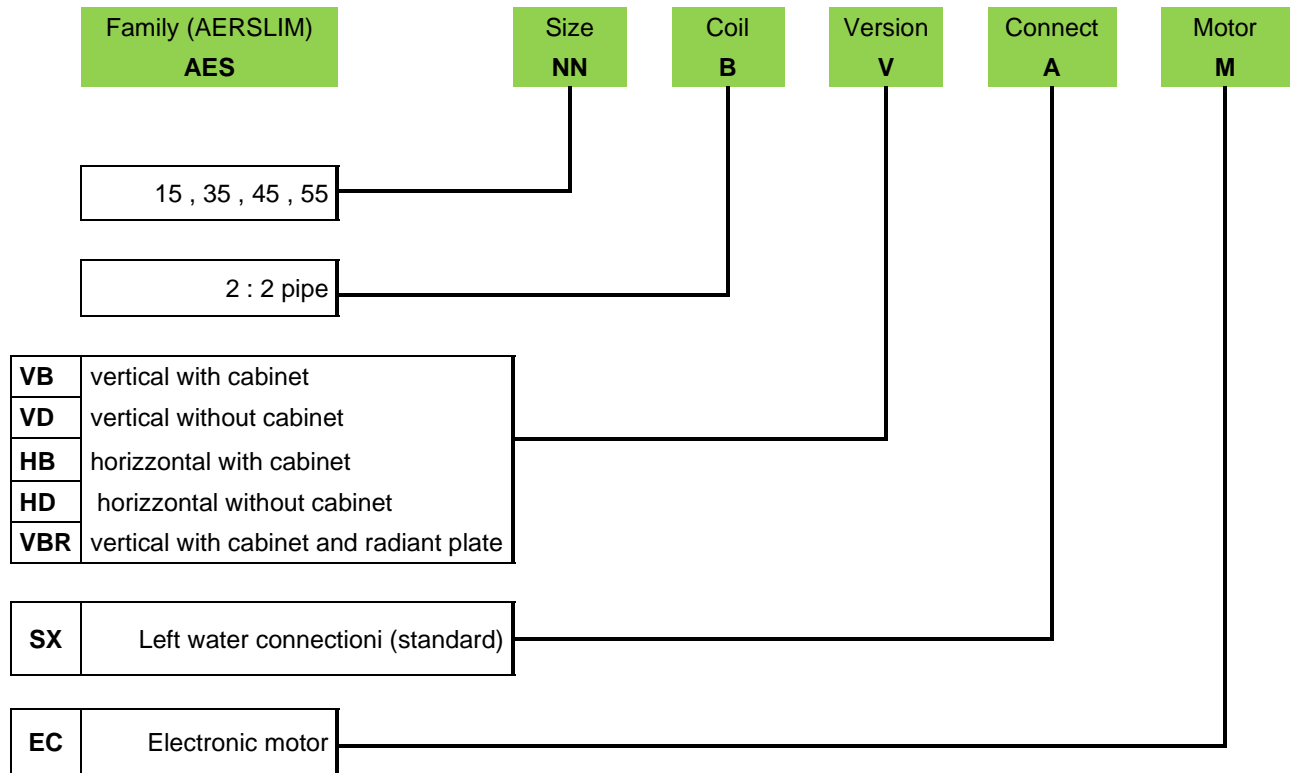 Family (AERSLIM) Size Coil Version Connect Motor
AES NN B V A M
15 , 35 , 45 , 55
2 : 2 pipe
VB vertical with cabinet
VD vertical without cabinet
HB horizzontal with cabinet
HD horizzontal without cabinet
VBR vertical with cabinet and radiant plate
SX Left water connectioni (standard)
EC Electronic motor